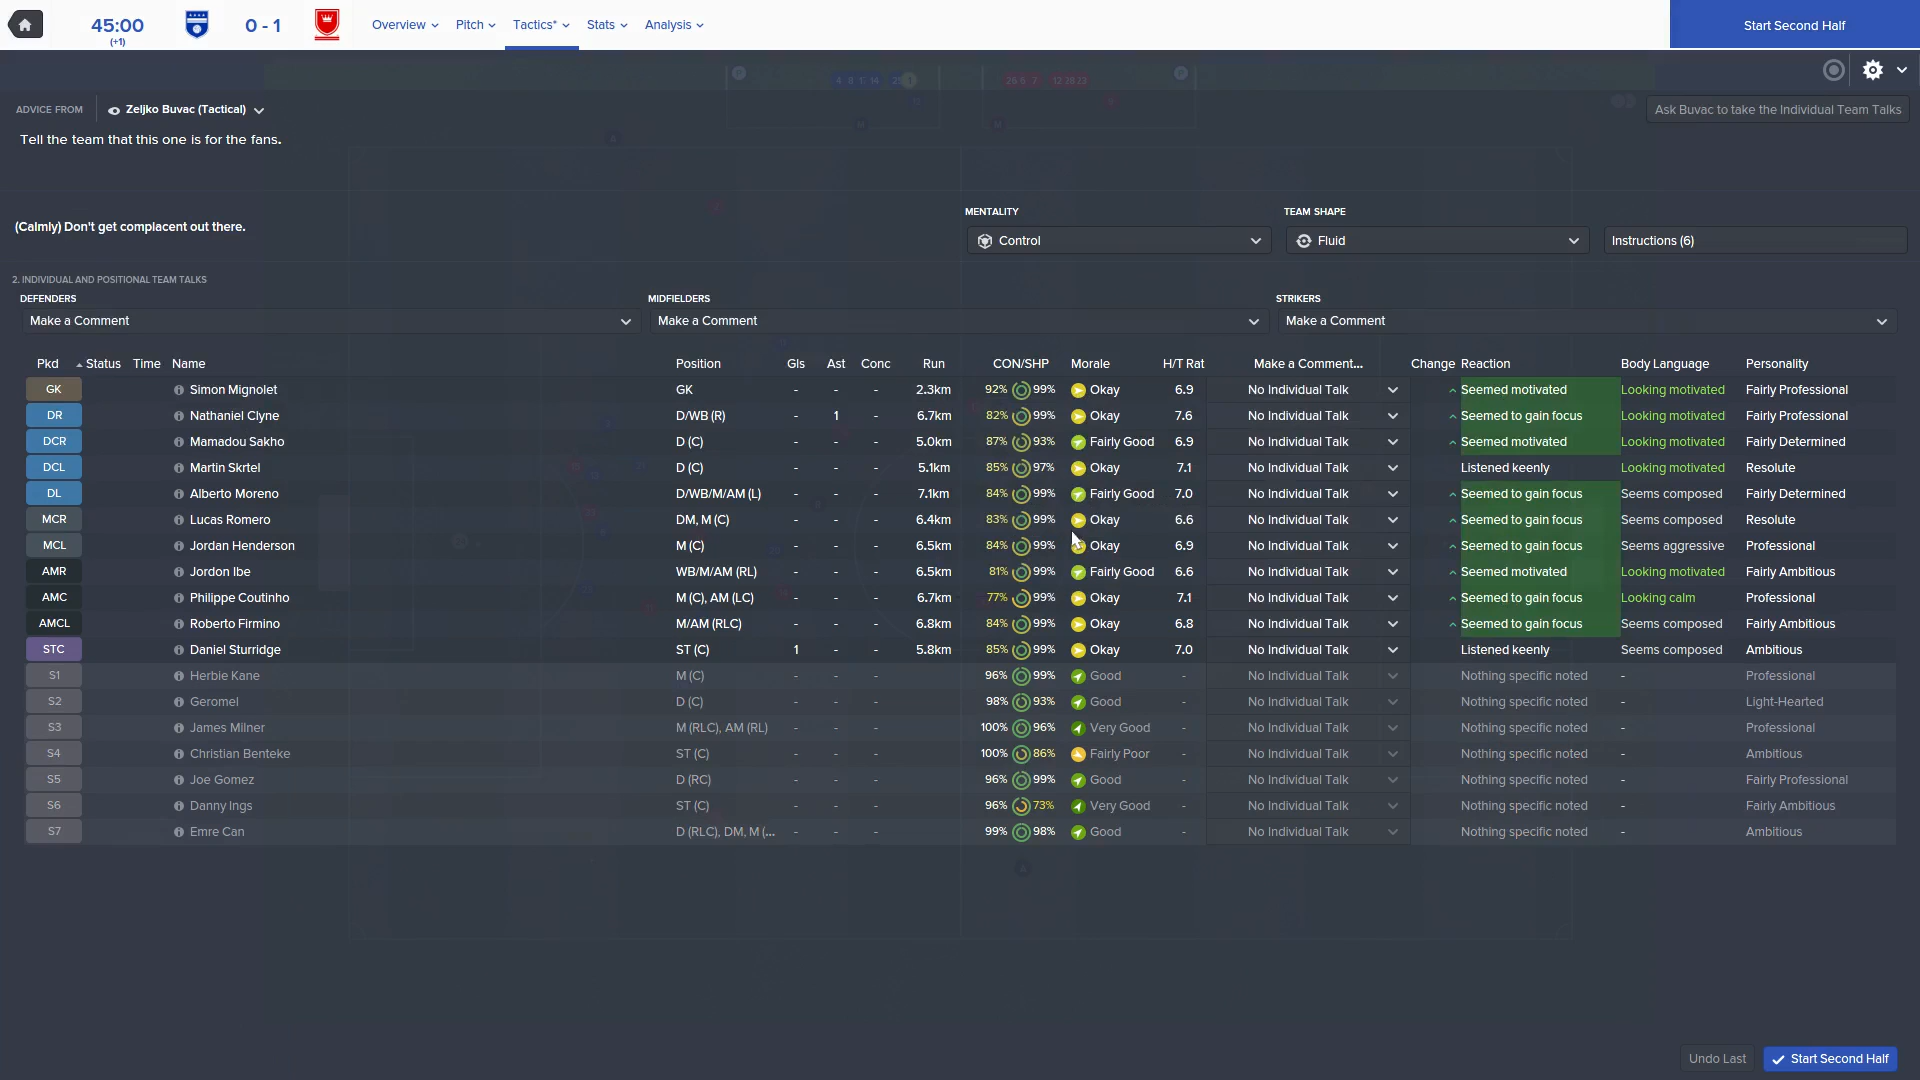 45:00
(+1)
0 - 1
Overview
Pitch
Tactics*
Stats
Analysis
Start Second Half
ADVICE FROM
Zeljko Buvac (Tactical)
Ask Buvac to take the Individual Team Talks
Tell the team that this one is for the fans.
(Calmly) Don't get complacent out there.
MENTALITY
Control
TEAM SHAPE
Fluid
Instructions (6)
2. INDIVIDUAL AND POSITIONAL TEAM TALKS
DEFENDERS
Make a Comment
MIDFIELDERS
Make a Comment
STRIKERS
Make a Comment
Pkd Status Time Name Position Gls Ast Conc Run CON/SHP Morale H/T Rat Make a Comment... Change Reaction Body Language Personality
GK Simon Mignolet GK - - - 2.3km 92% 99% Okay 6.9 No Individual Talk Seemed motivated Looking motivated Fairly Professional
DR Nathaniel Clyne D/WB (R) - 1 - 6.7km 82% 99% Okay 7.6 No Individual Talk Seemed to gain focus Looking motivated Fairly Professional
DCR Mamadou Sakho D (C) - - - 5.0km 87% 93% Fairly Good 6.9 No Individual Talk Seemed motivated Looking motivated Fairly Determined
DCL Martin Skrtel D (C) - - - 5.1km 85% 97% Okay 7.1 No Individual Talk Listened keenly Looking motivated Resolute
DL Alberto Moreno D/WB/M/AM (L) - - - 7.1km 84% 99% Fairly Good 7.0 No Individual Talk Seemed to gain focus Seems composed Fairly Determined
MCR Lucas Romero DM, M (C) - - - 6.4km 83% 99% Okay 6.6 No Individual Talk Seemed to gain focus Seems composed Resolute
MCL Jordan Henderson M (C) - - - 6.5km 84% 99% Okay 6.9 No Individual Talk Seemed to gain focus Seems aggressive Professional
AMR Jordon Ibe WB/M/AM (RL) - - - 6.5km 81% 99% Fairly Good 6.6 No Individual Talk Seemed motivated Looking motivated Fairly Ambitious
AMC Philippe Coutinho M (C), AM (LC) - - - 6.7km 77% 99% Okay 7.1 No Individual Talk Seemed to gain focus Looking calm Professional
AMCL Roberto Firmino M/AM (RLC) - - - 6.8km 84% 99% Okay 6.8 No Individual Talk Seemed to gain focus Seems composed Fairly Ambitious
STC Daniel Sturridge ST (C) 1 - - 5.8km 85% 99% Okay 7.0 No Individual Talk Listened keenly Seems composed Ambitious
S1 Herbie Kane M (C) - - - 96% 99% Good - No Individual Talk Nothing specific noted - Professional
S2 Geromel D (C) - - - 98% 93% Good - No Individual Talk Nothing specific noted - Light-Hearted
S3 James Milner M (RLC), AM (RL) - - - 100% 96% Very Good - No Individual Talk Nothing specific noted - Professional
S4 Christian Benteke ST (C) - - - 100% 86% Fairly Poor - No Individual Talk Nothing specific noted - Ambitious
S5 Joe Gomez D (RC) - - - 96% 99% Good - No Individual Talk Nothing specific noted - Fairly Professional
S6 Danny Ings ST (C) - - - 96% 73% Very Good - No Individual Talk Nothing specific noted - Fairly Ambitious
S7 Emre Can D (RLC), DM, M (... - - - 99% 98% Good - No Individual Talk Nothing specific noted - Ambitious
Undo Last
Start Second Half